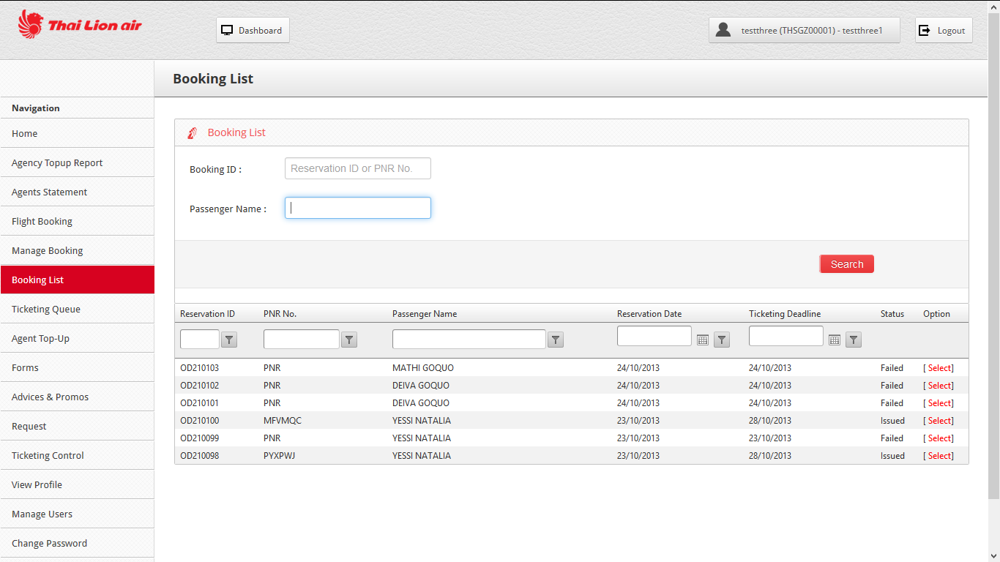 Thai Lion air
Dashboard
testthree (THSGZ00001) - testthree1
Logout
Booking List
Navigation
Home
Agency Topup Report
Agents Statement
Flight Booking
Manage Booking
Booking List
Ticketing Queue
Agent Top-Up
Forms
Advices & Promos
Request
Ticketing Control
View Profile
Manage Users
Change Password
Booking List
Booking ID : Reservation ID or PNR No.
Passenger Name :
Search
Reservation ID PNR No. Passenger Name Reservation Date Ticketing Deadline Status Option
OD210103 PNR MATHI GOQUO 24/10/2013 24/10/2013 Failed [ Select]
OD210102 PNR DEIVA GOQUO 24/10/2013 24/10/2013 Failed [ Select]
OD210101 PNR DEIVA GOQUO 24/10/2013 24/10/2013 Failed [ Select]
OD210100 MFVMQC YESSI NATALIA 23/10/2013 28/10/2013 Issued [ Select]
OD210099 PNR YESSI NATALIA 23/10/2013 23/10/2013 Failed [ Select]
OD210098 PYXPWJ YESSI NATALIA 23/10/2013 28/10/2013 Issued [ Select]